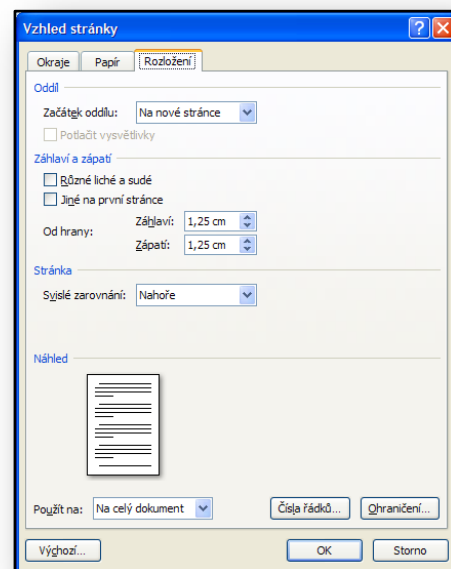 Vzhled stránky
Okraje Papír Rozložení
Oddíl
Začátek oddílu: Na nové stránce
Potlačit vysvětlivky
Záhlaví a zápatí
Různé liché a sudé
Jiné na první stránce
Od hrany: Záhlaví: 1,25 cm
Zápatí: 1,25 cm
Stránka
Svislé zarovnání: Nahoře
Náhled
Použít na: Na celý dokument Čísla řádků... Ohraničení...
Výchozí... OK Storno